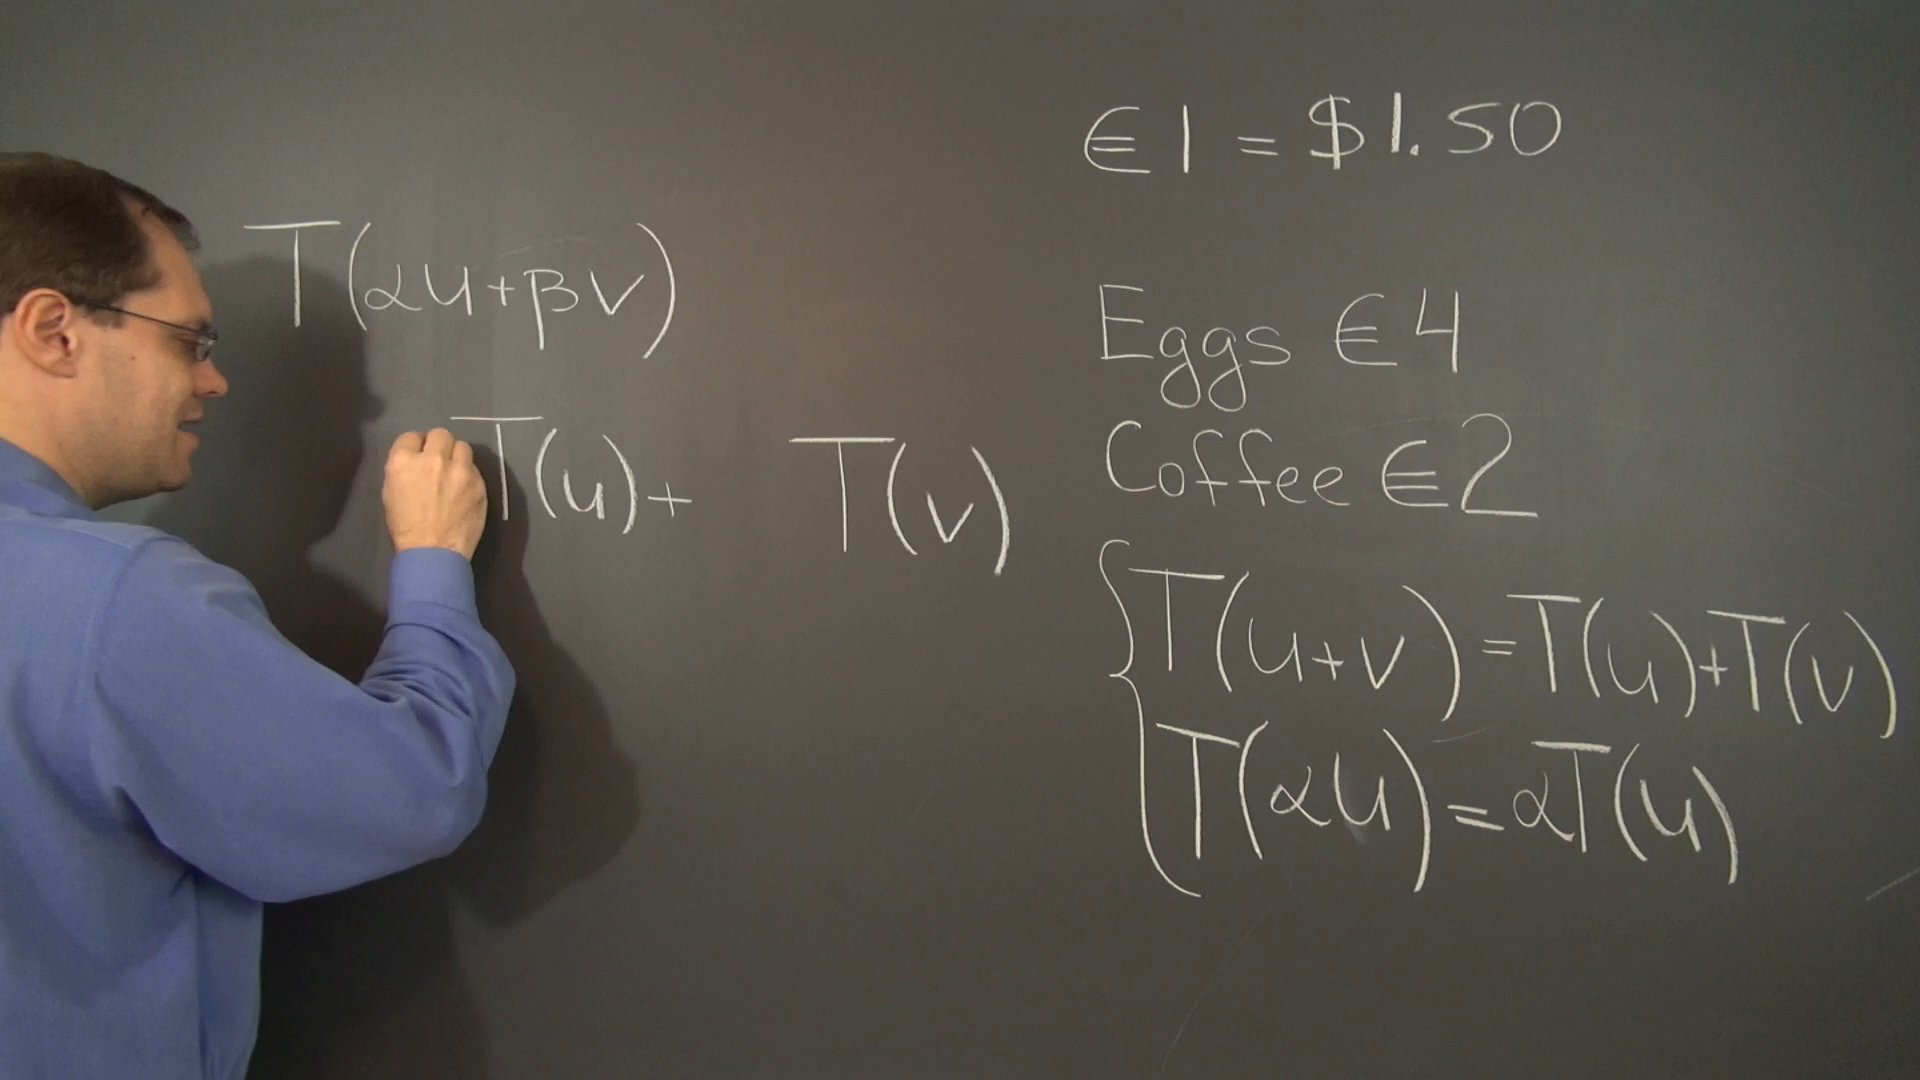 T(αu+βv)
T(u)+ T(v)
€1 = $1.50
Eggs €4
Coffee €2
T(u+v)=T(u)+T(v)
T(αu)=αT(u)